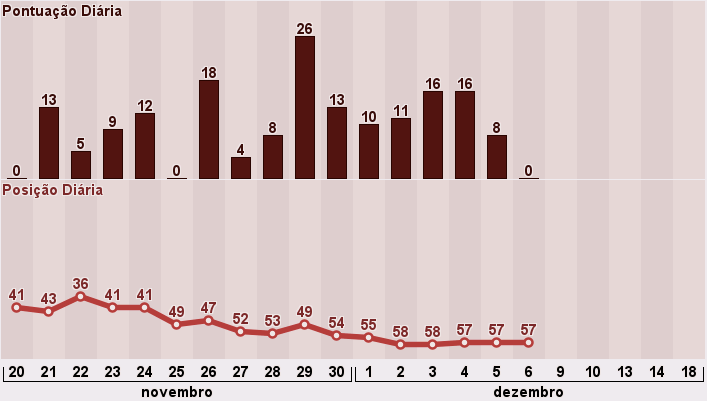 Pontuação Diária
0 13 5 9 12 0 18 4 8 26 13 10 11 16 16 8 0
Posição Diária
41 43 36 41 41 49 47 52 53 49 54 55 58 58 57 57 57
20 21 22 23 24 25 26 27 28 29 30 1 2 3 4 5 6 9 10 13 14 18
novembro dezembro